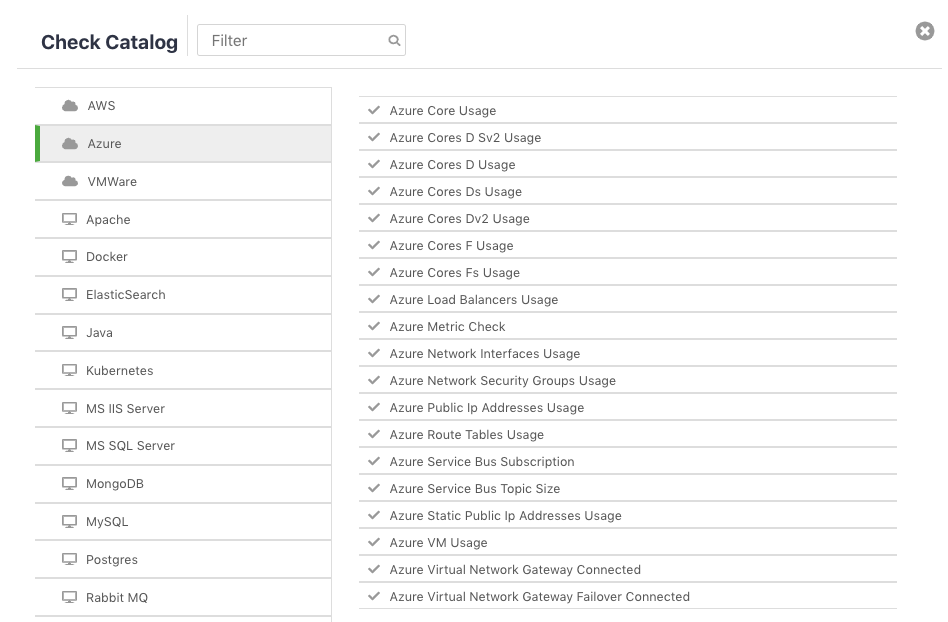 Check Catalog
Filter
AWS
Azure
VMWare
Apache
Docker
ElasticSearch
Java
Kubernetes
MS IIS Server
MS SQL Server
MongoDB
MySQL
Postgres
Rabbit MQ
Azure Core Usage
Azure Cores D Sv2 Usage
Azure Cores D Usage
Azure Cores Ds Usage
Azure Cores Dv2 Usage
Azure Cores F Usage
Azure Cores Fs Usage
Azure Load Balancers Usage
Azure Metric Check
Azure Network Interfaces Usage
Azure Network Security Groups Usage
Azure Public Ip Addresses Usage
Azure Route Tables Usage
Azure Service Bus Subscription
Azure Service Bus Topic Size
Azure Static Public Ip Addresses Usage
Azure VM Usage
Azure Virtual Network Gateway Connected
Azure Virtual Network Gateway Failover Connected